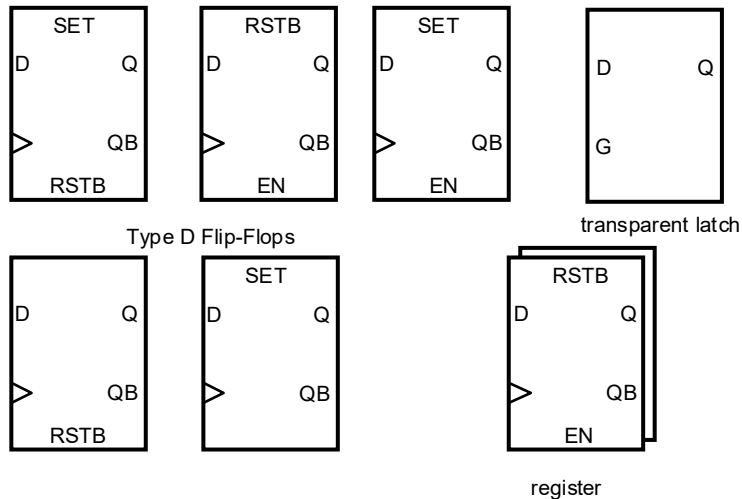 SET RSTB SET
D Q D Q D Q D Q
QB QB QB G
RSTB EN EN
transparent latch
Type D Flip-Flops
SET RSTB
D Q D Q D Q
QB QB QB
RSTB EN
register